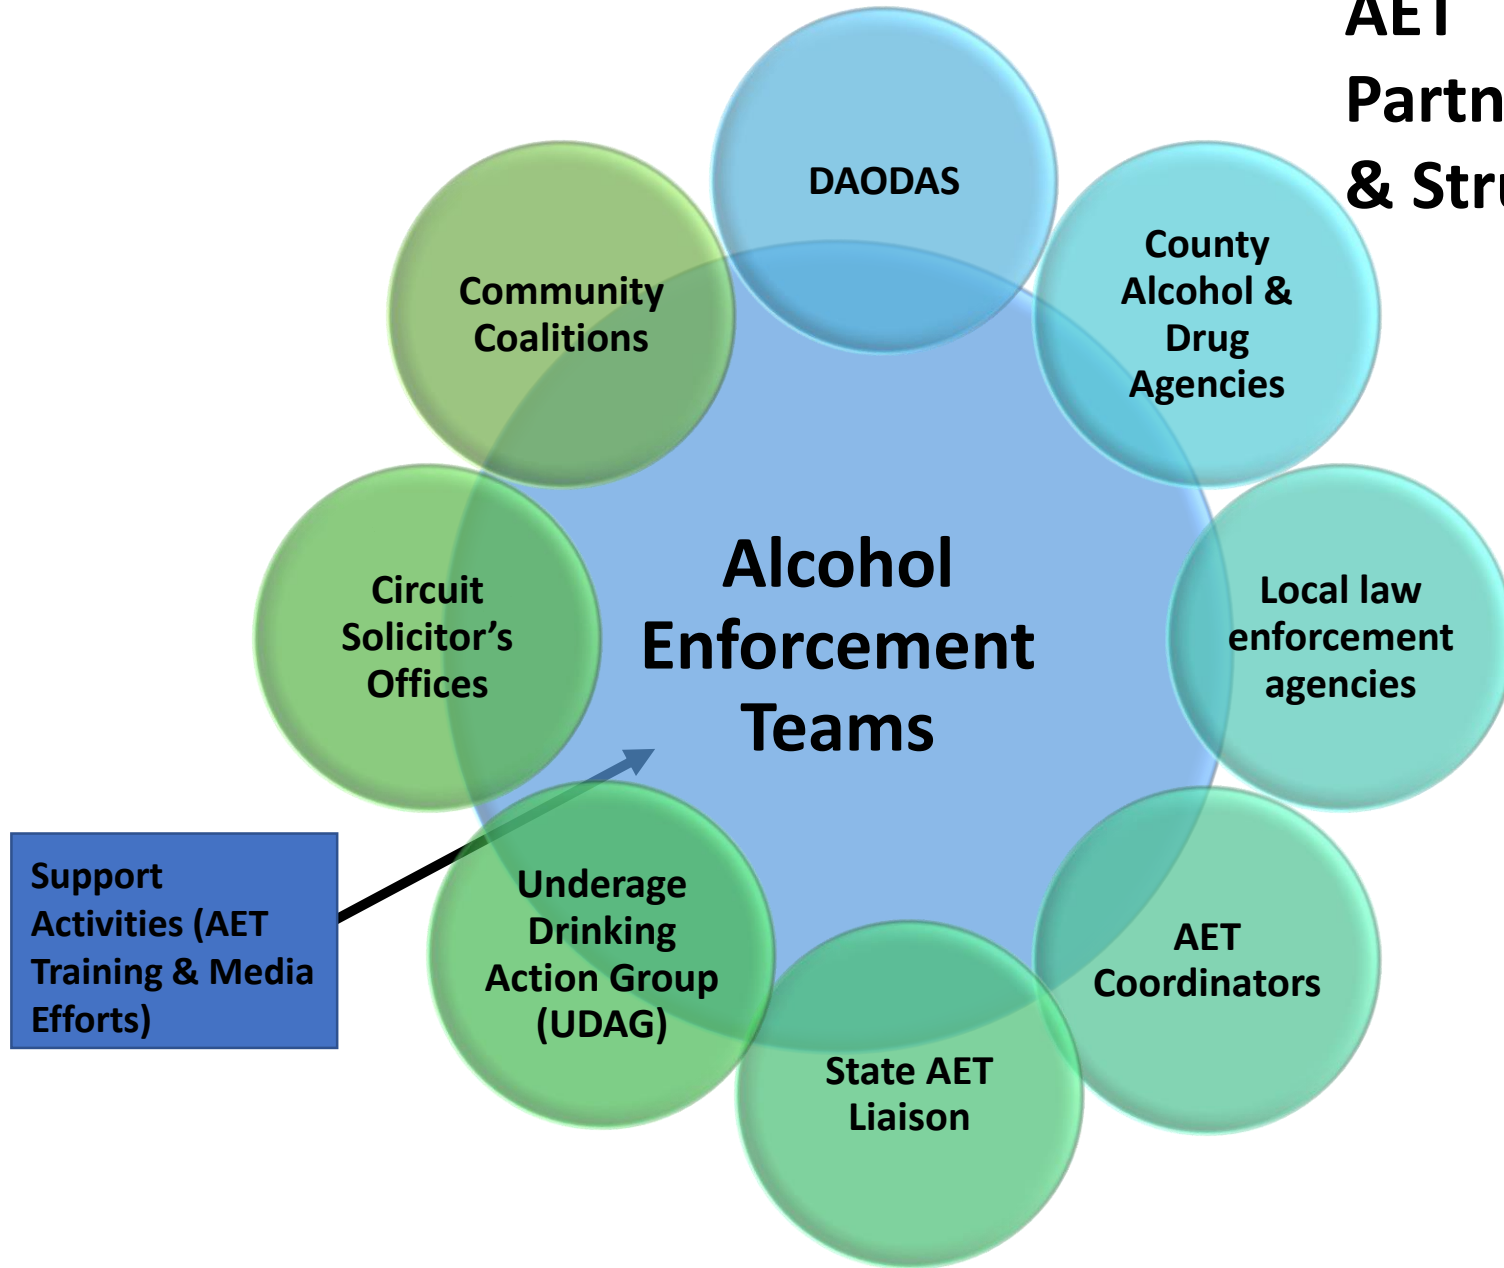 AET
Partn
& Stru
DAODAS
County
Alcohol &
Drug
Agencies
Community
Coalitions
Local law
enforcement
agencies
Circuit
Solicitor’s
Offices
Alcohol
Enforcement
Teams
Support
Activities (AET
Training & Media
Efforts)
Underage
Drinking
Action Group
(UDAG)
AET
Coordinators
State AET
Liaison